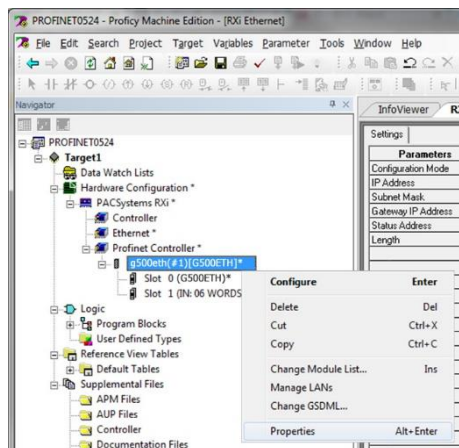 PROFINET0524 - Proficy Machine Edition - [RXi Ethernet]
File Edit Search Project Target Variables Parameter Tools Window Help
Navigator
InfoViewer
Settings
PROFINET0524
Target1
Data Watch Lists
Hardware Configuration *
PACSystems RXi *
Controller
Ethernet *
Profinet Controller *
g500eth(#1)[G500ETH]*
Slot 0 (G500ETH)*
Slot 1 (IN: 06 WORDS
Logic
Program Blocks
User Defined Types
Reference View Tables
Default Tables
Supplemental Files
APM Files
AUP Files
Controller
Documentation Files
Parameters
Configuration Mode
IP Address
Subnet Mask
Gateway IP Address
Status Address
Length
Configure Enter
Delete Del
Cut Ctrl+X
Copy Ctrl+C
Change Module List... Ins
Manage LANs
Change GSDML...
Properties Alt+Enter